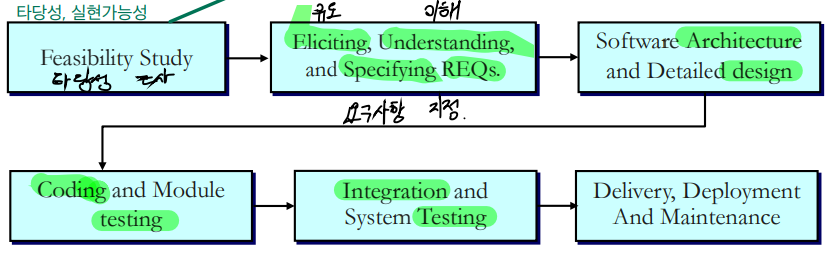 타당성, 실현가능성
유도 이해
Feasibility Study
타당성 조사
Eliciting, Understanding,
and Specifying REQs.
요구사항 지정.
Software Architecture
and Detailed design
Coding and Module
testing
Integration and
System Testing
Delivery, Deployment
And Maintenance